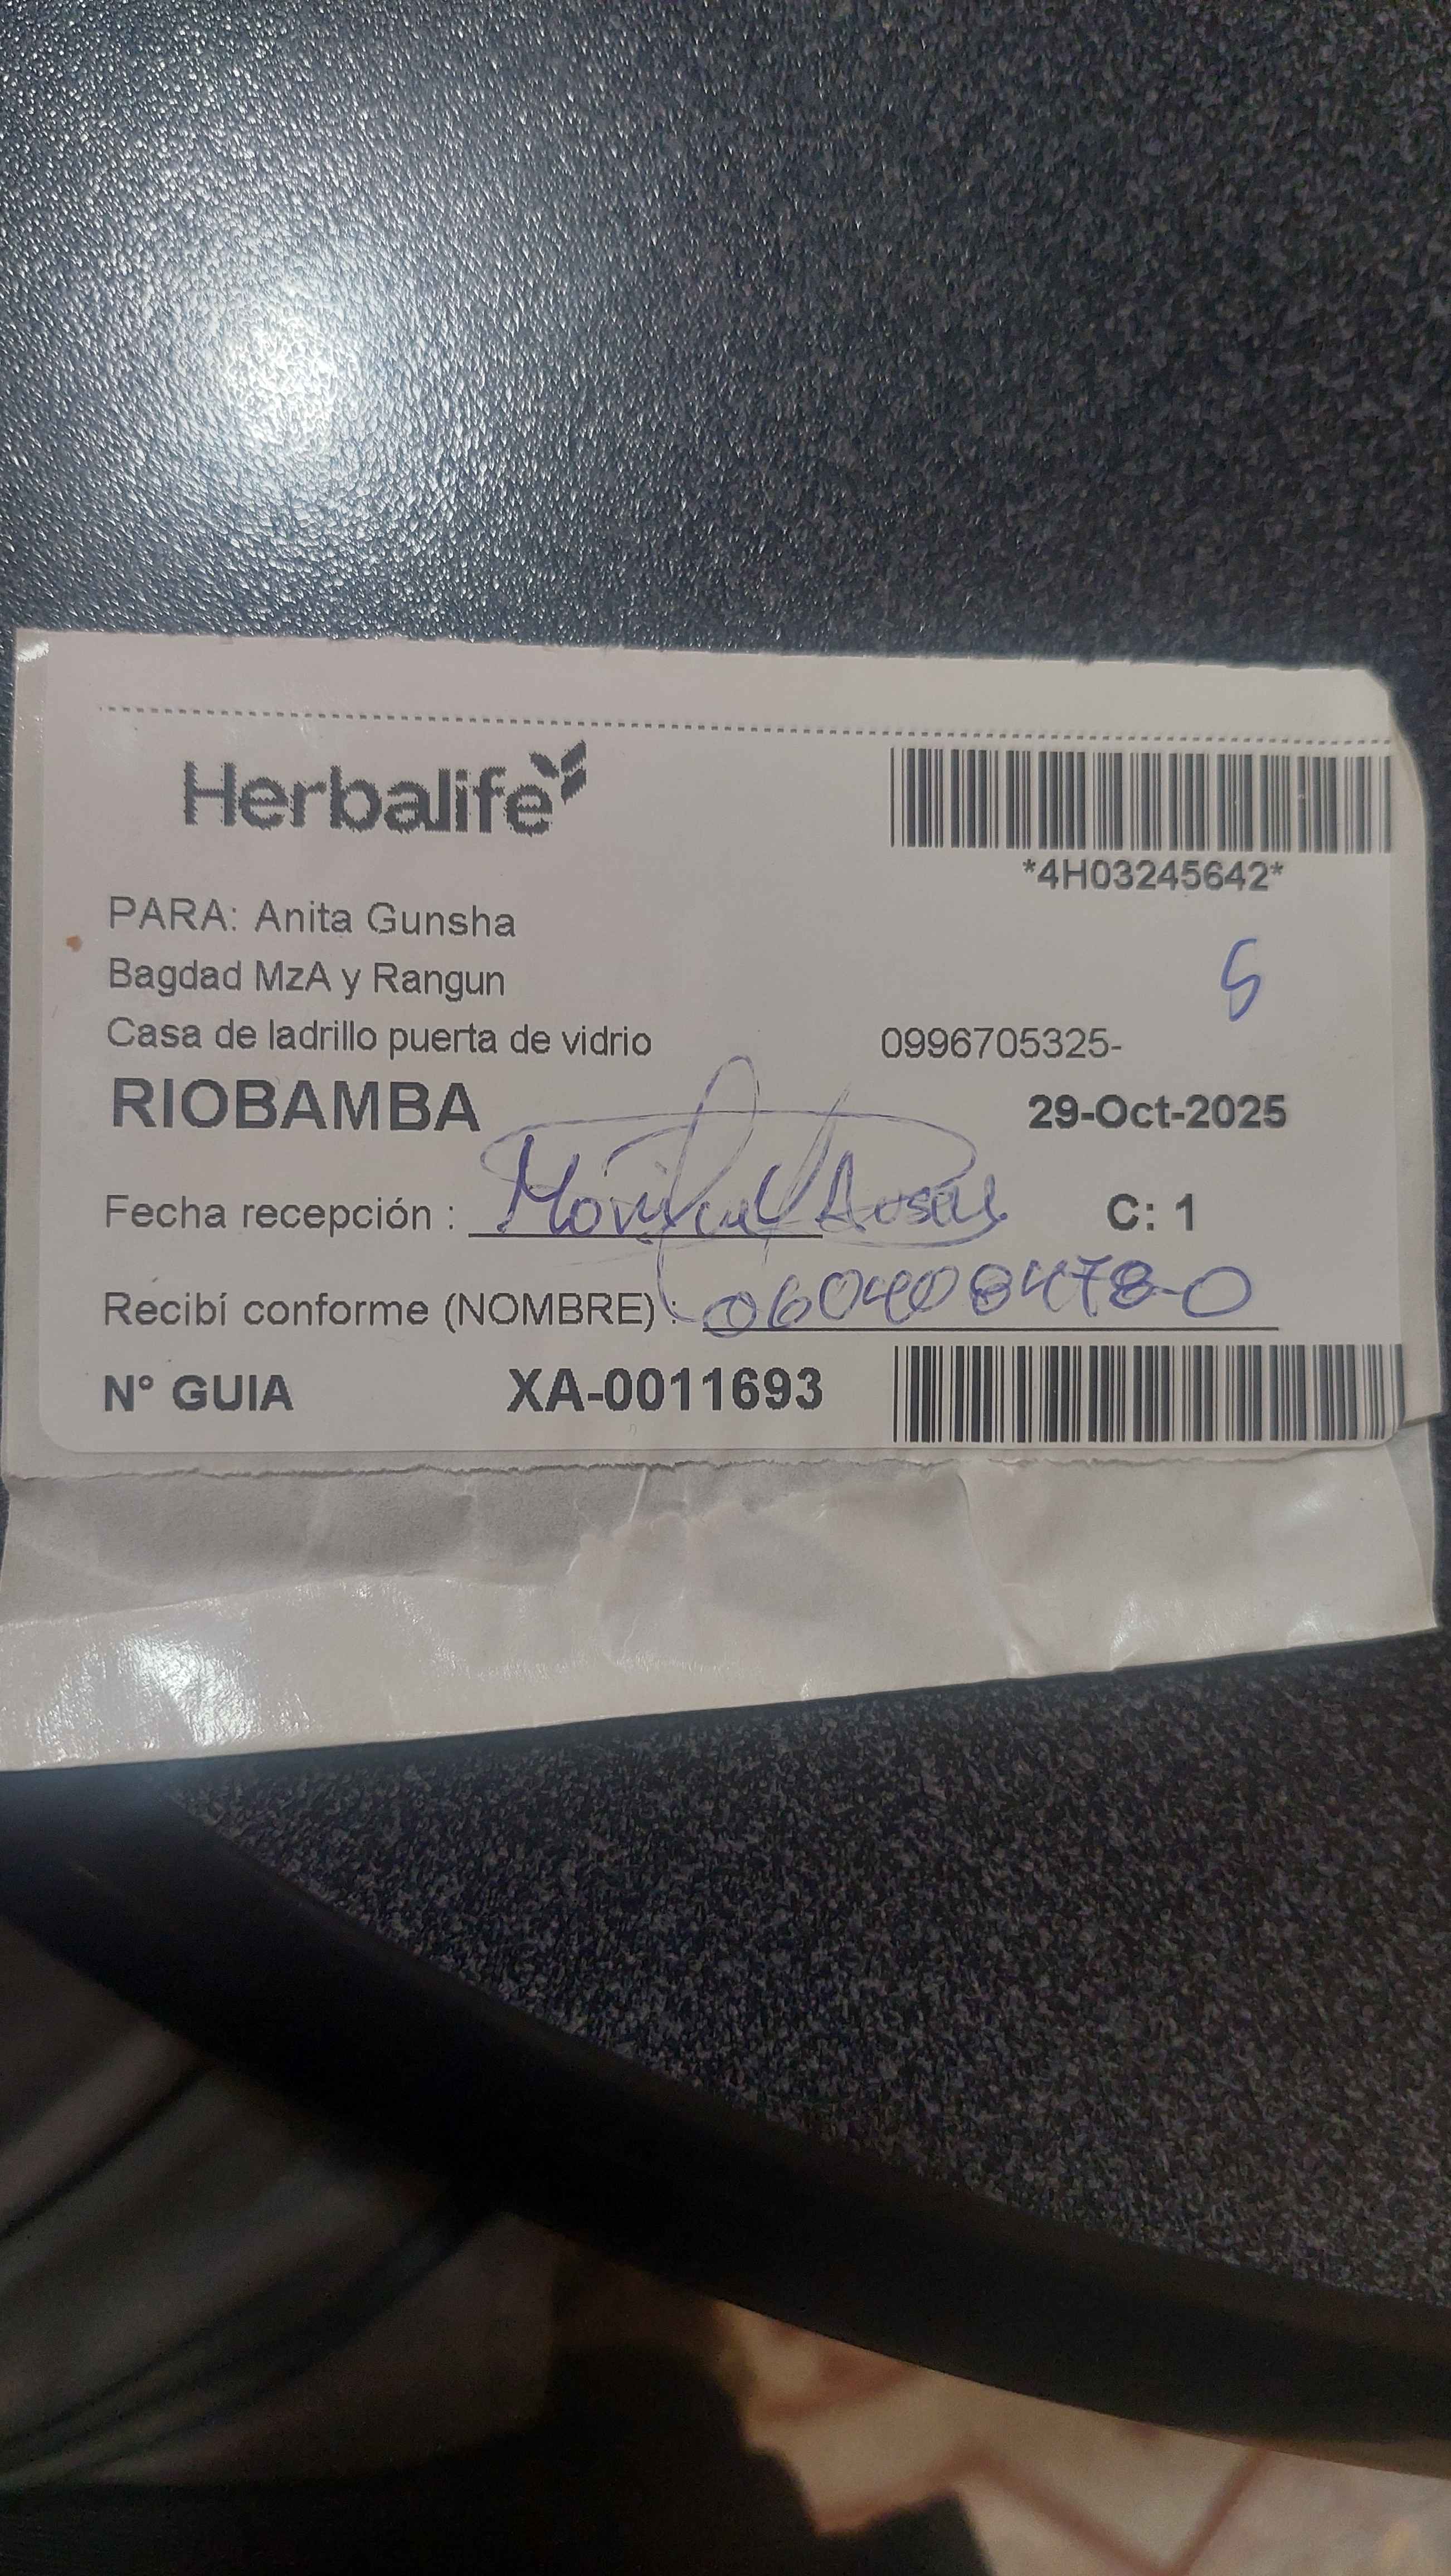 Herbalife
*4H03245642*
PARA: Anita Gunsha
Bagdad MzA y Rangun
5
Casa de ladrillo puerta de vidrio 0996705325-
RIOBAMBA 29-Oct-2025
Fecha recepción : C: 1
Recibí conforme (NOMBRE) : 060408478-0
N° GUIA XA-0011693